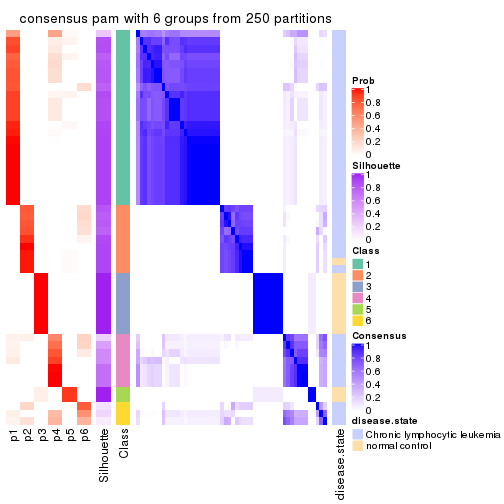 consensus pam with 6 groups from 250 partitions
Prob
1
0.8
0.6
0.4
0.2
0
Silhouette
1
0.8
0.6
0.4
0.2
0
Class
1
2
3
4
5
6
Consensus
1
0.8
0.6
0.4
0.2
0
disease.state
Chronic lymphocytic leukemia
normal control
p1
p2
p3
p4
p5
p6
Silhouette
Class
disease.state